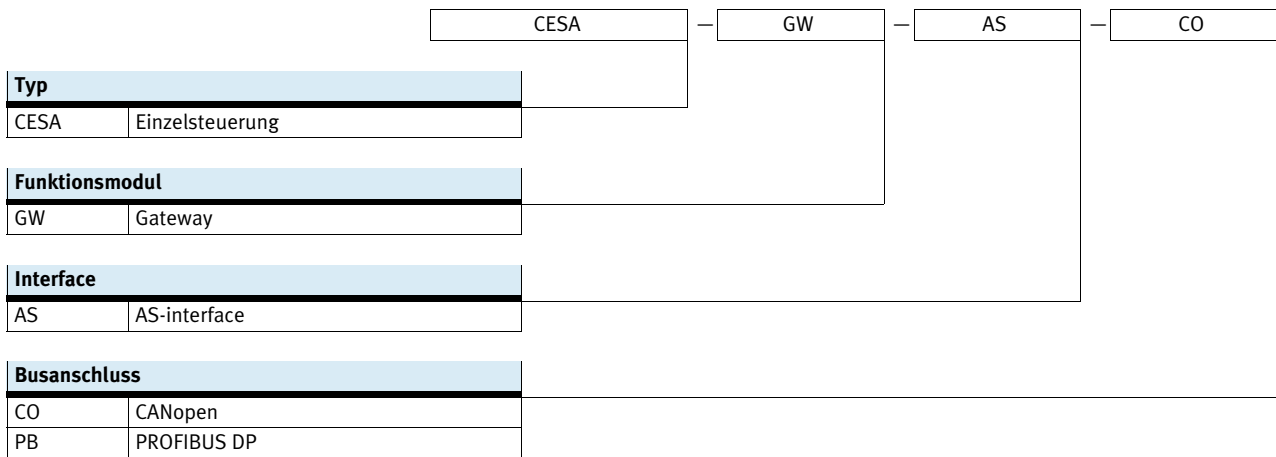 CESA — GW — AS — CO
Typ
CESA Einzelsteuerung
Funktionsmodul
GW Gateway
Interface
AS AS-interface
Busanschluss
CO CANopen
PB PROFIBUS DP